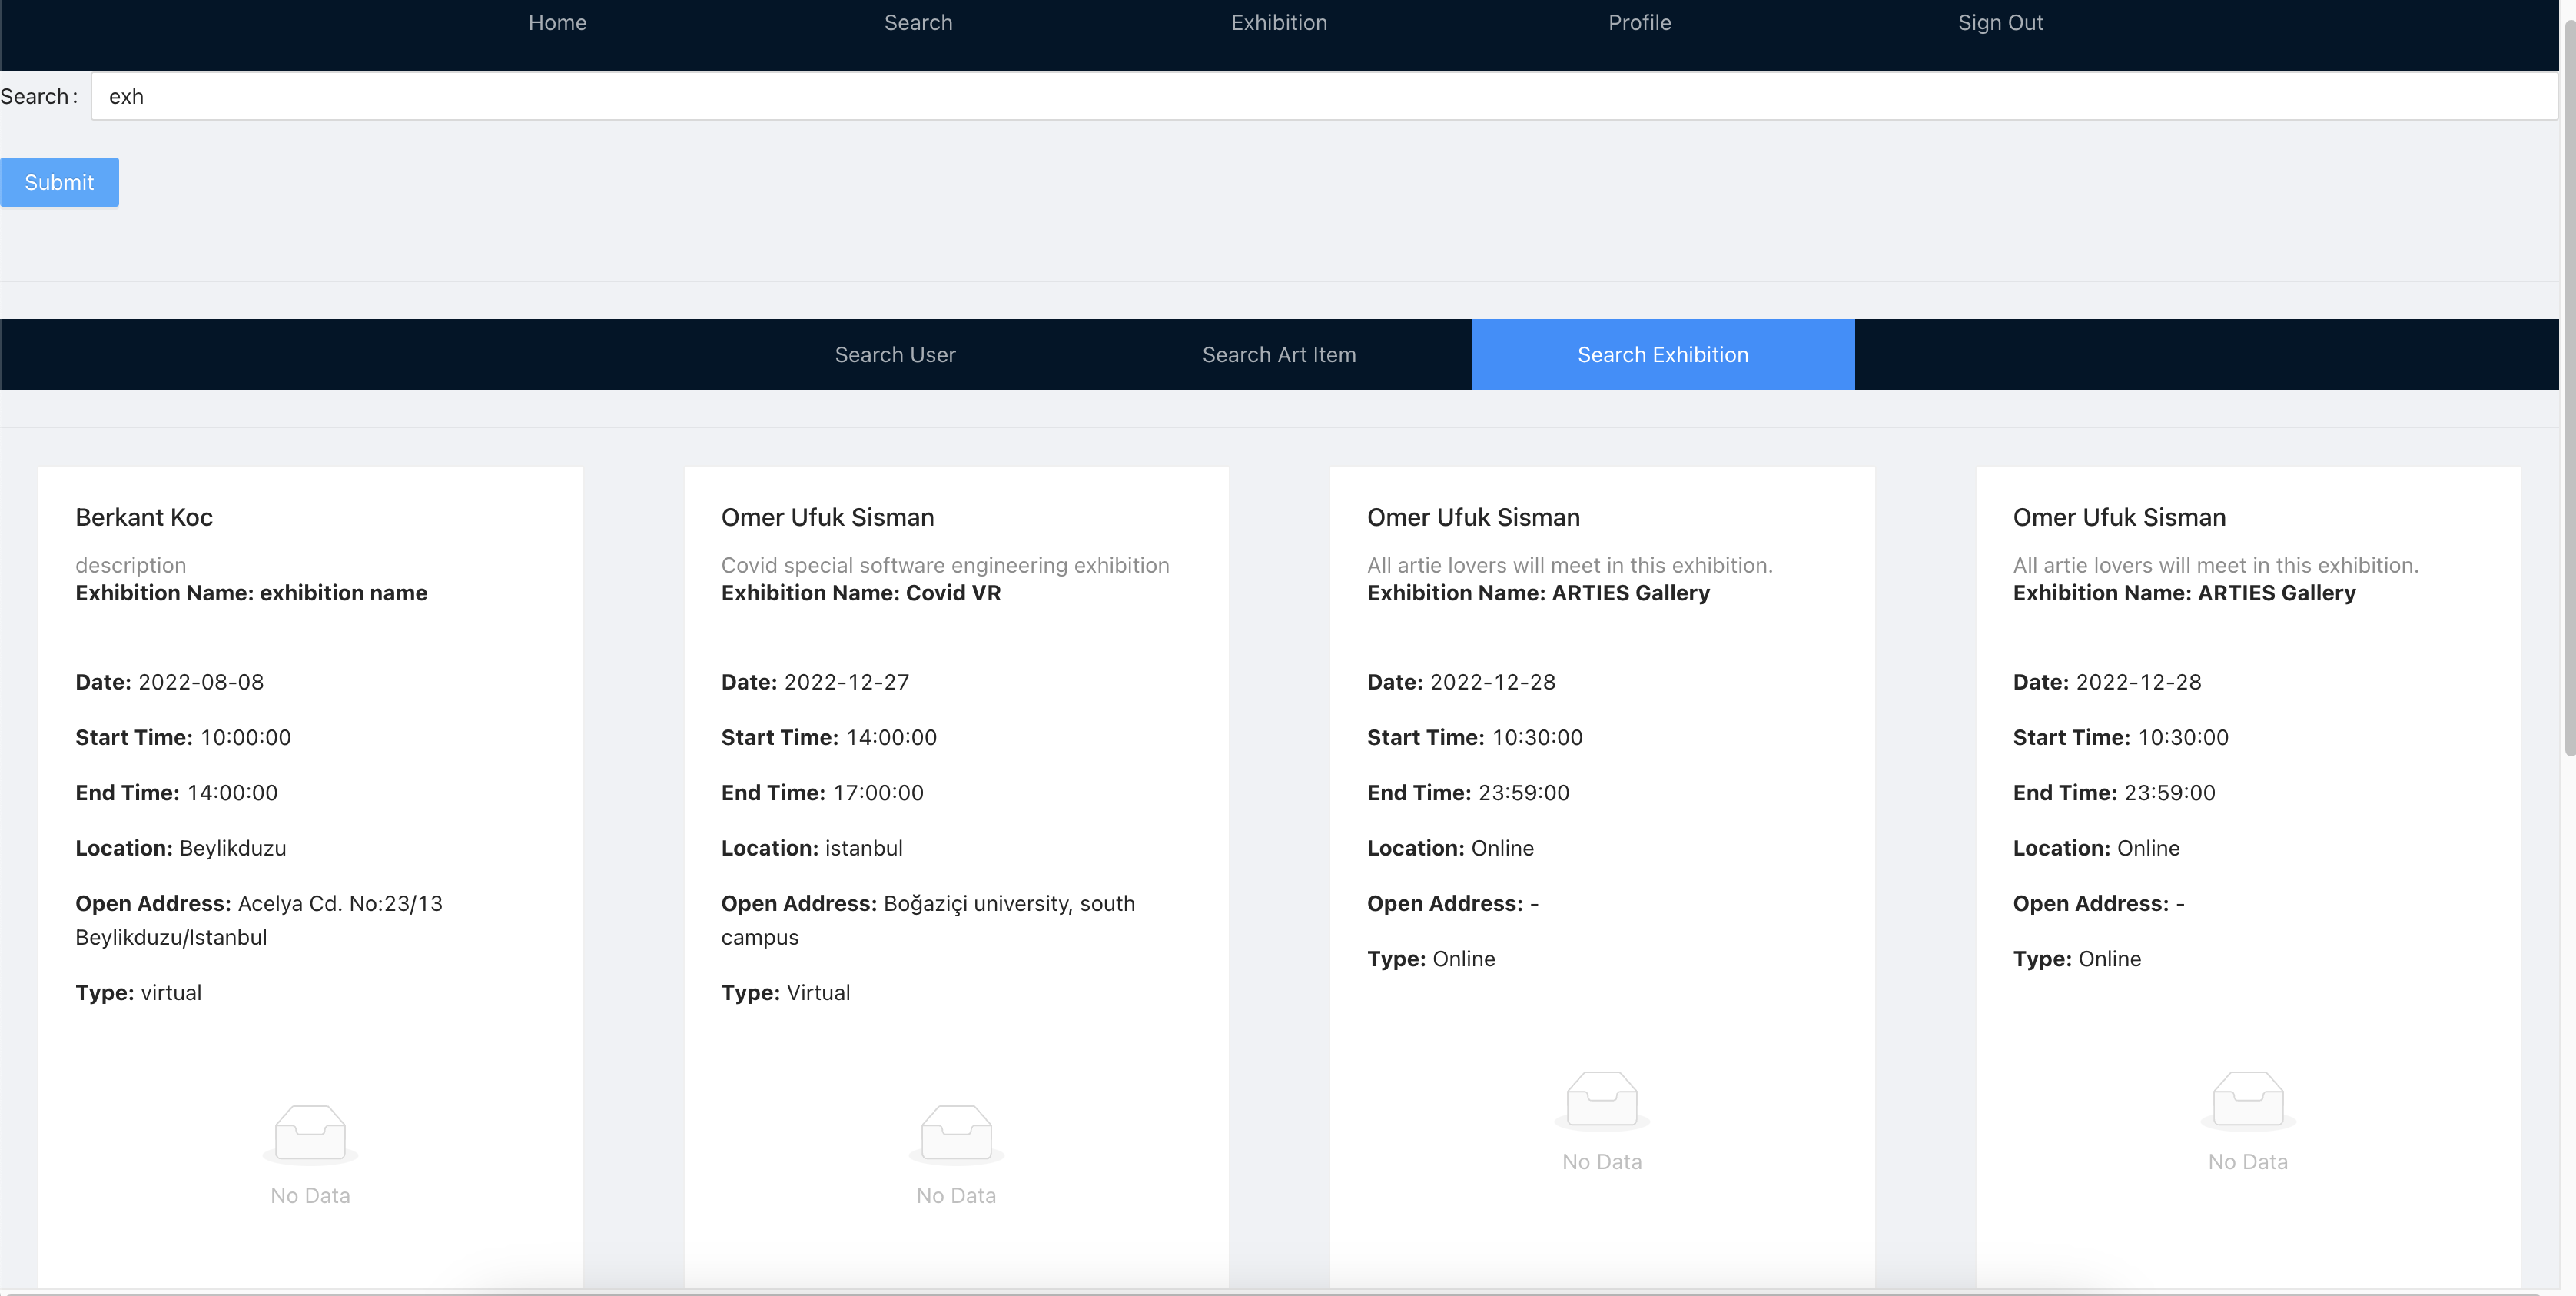 Home Search Exhibition Profile Sign Out
Search: exh
Submit
Search User Search Art Item Search Exhibition
Berkant Koc
description
Exhibition Name: exhibition name
Date: 2022-08-08
Start Time: 10:00:00
End Time: 14:00:00
Location: Beylikduzu
Open Address: Acelya Cd. No:23/13
Beylikduzu/Istanbul
Type: virtual
No Data
Omer Ufuk Sisman
Covid special software engineering exhibition
Exhibition Name: Covid VR
Date: 2022-12-27
Start Time: 14:00:00
End Time: 17:00:00
Location: istanbul
Open Address: Boğaziçi university, south
campus
Type: Virtual
No Data
Omer Ufuk Sisman
All artie lovers will meet in this exhibition.
Exhibition Name: ARTIES Gallery
Date: 2022-12-28
Start Time: 10:30:00
End Time: 23:59:00
Location: Online
Open Address: -
Type: Online
No Data
Omer Ufuk Sisman
All artie lovers will meet in this exhibition.
Exhibition Name: ARTIES Gallery
Date: 2022-12-28
Start Time: 10:30:00
End Time: 23:59:00
Location: Online
Open Address: -
Type: Online
No Data